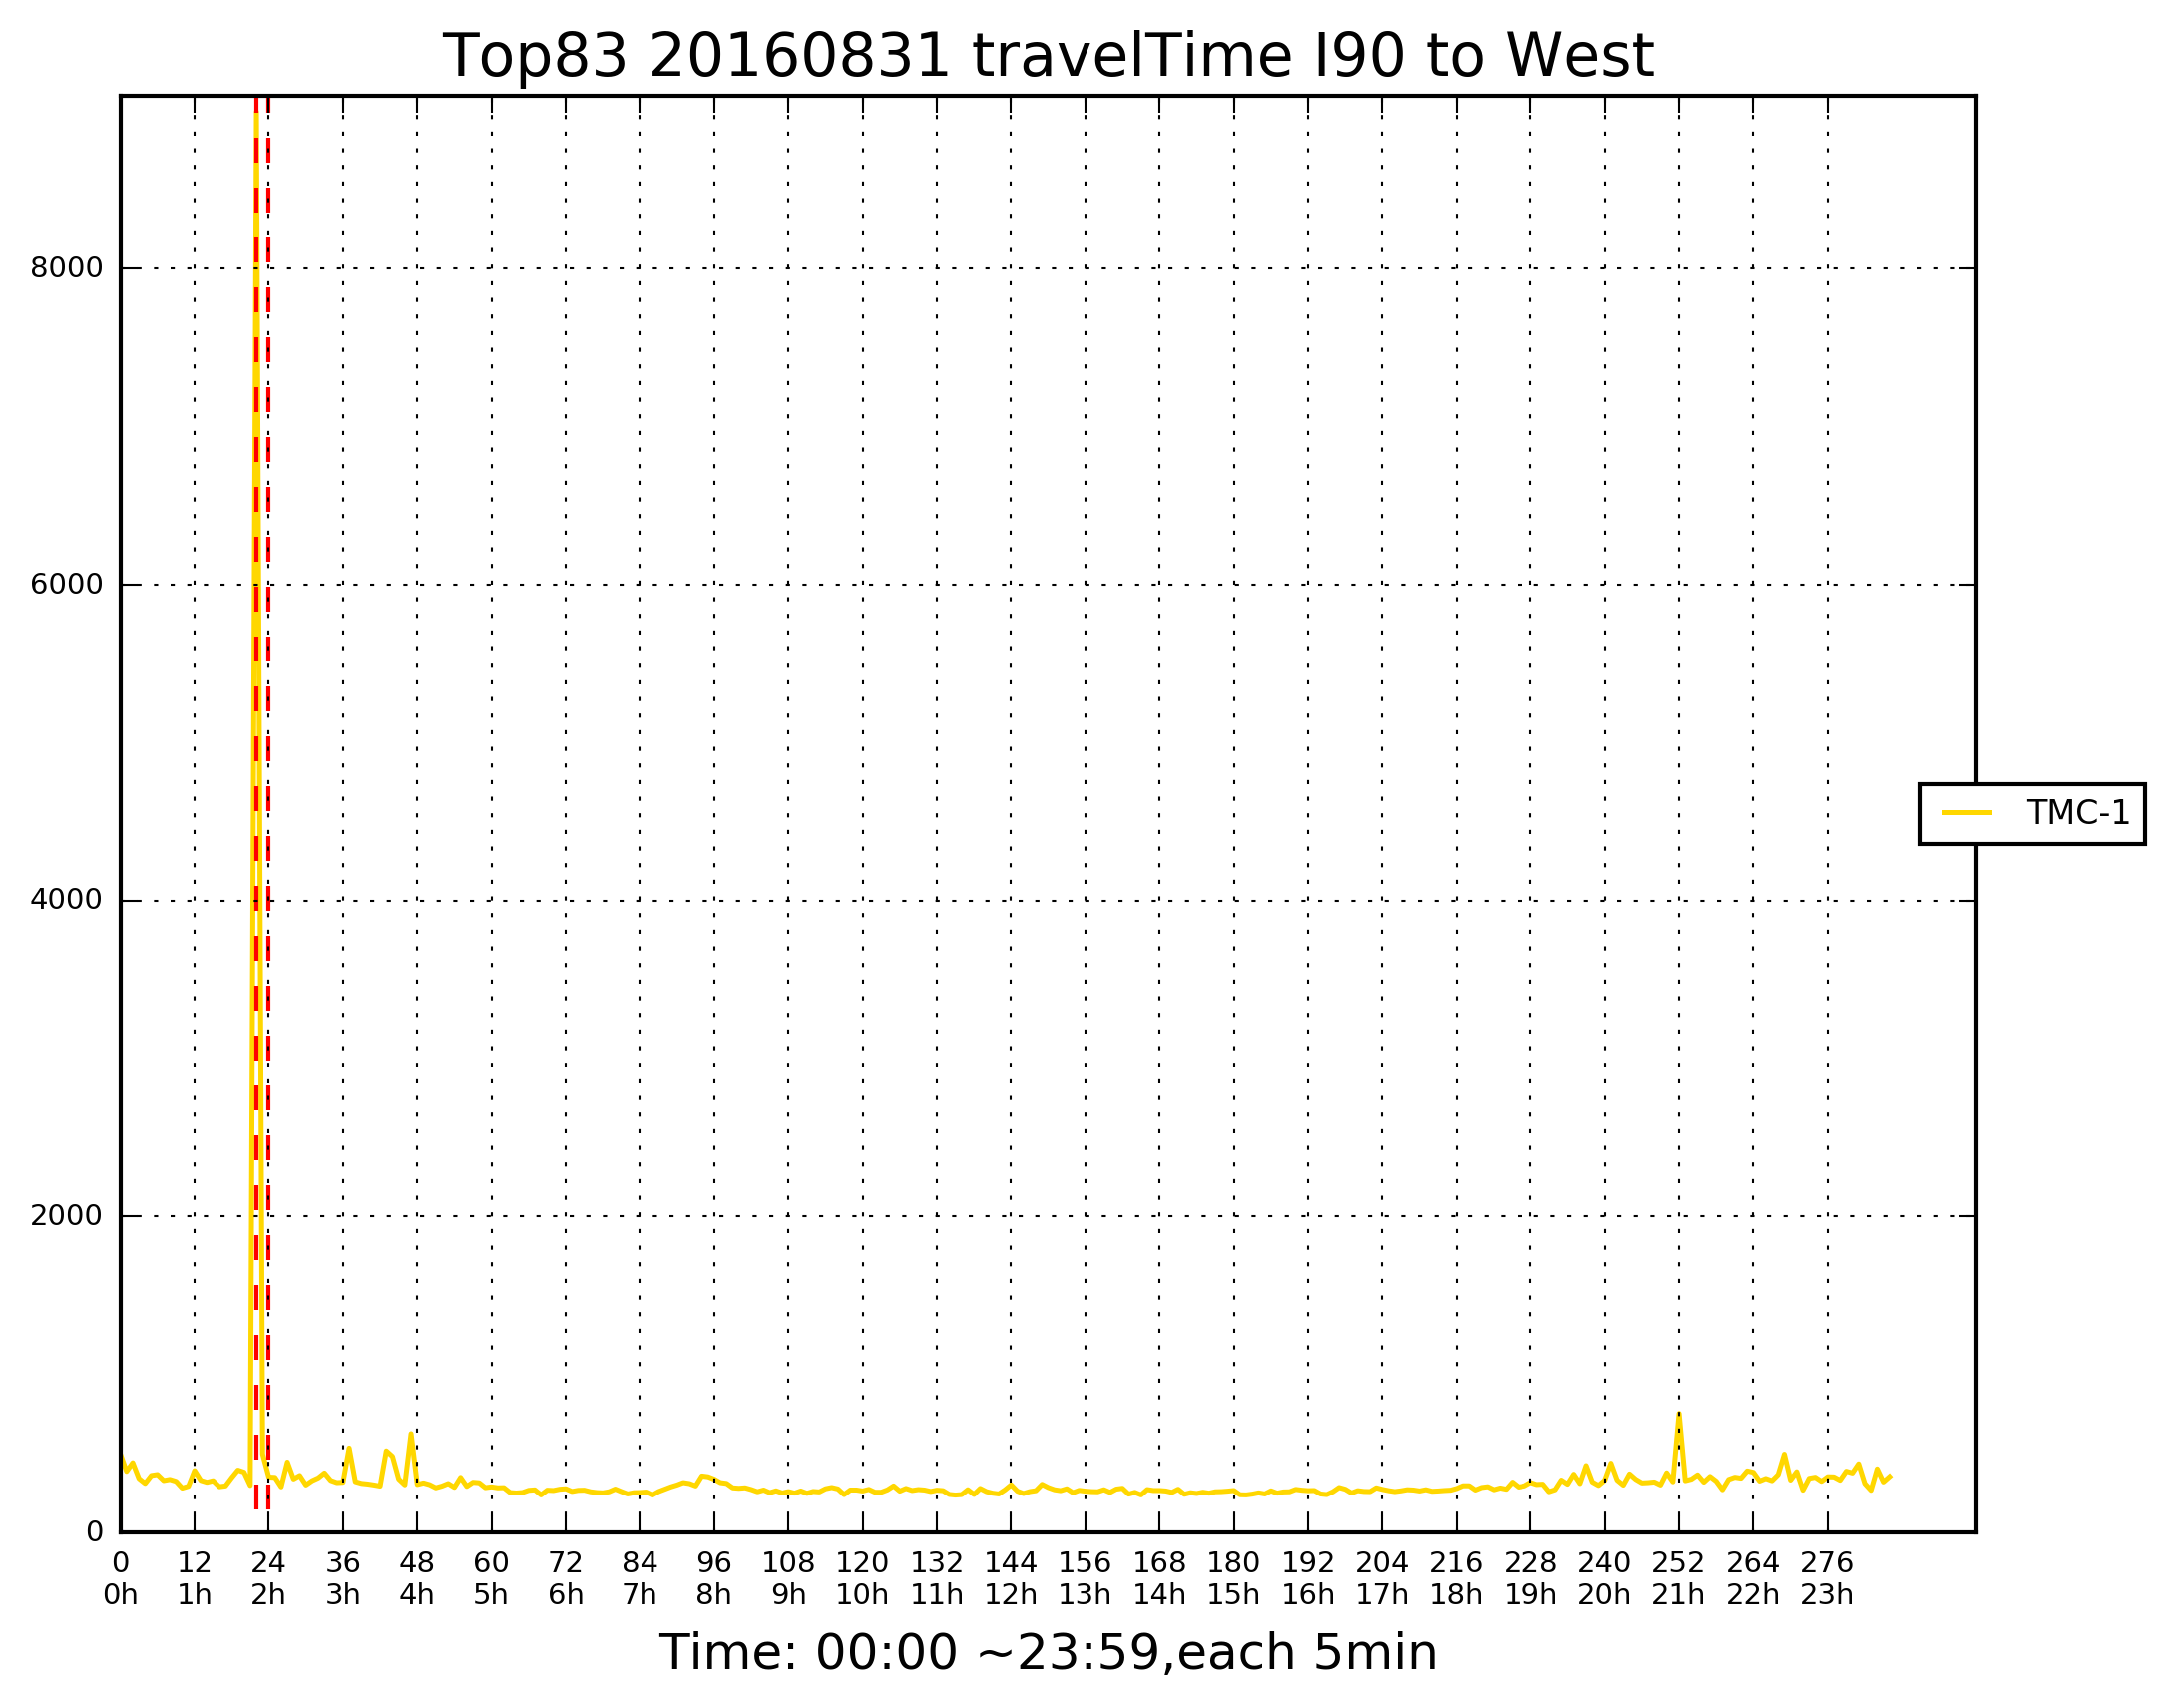 Top83 20160831 travelTime I90 to West
8000
6000
4000
2000
0
TMC-1
0 12 24 36 48 60 72 84 96 108 120 132 144 156 168 180 192 204 216 228 240 252 264 276
0h 1h 2h 3h 4h 5h 6h 7h 8h 9h 10h 11h 12h 13h 14h 15h 16h 17h 18h 19h 20h 21h 22h 23h
Time: 00:00 ~23:59,each 5min